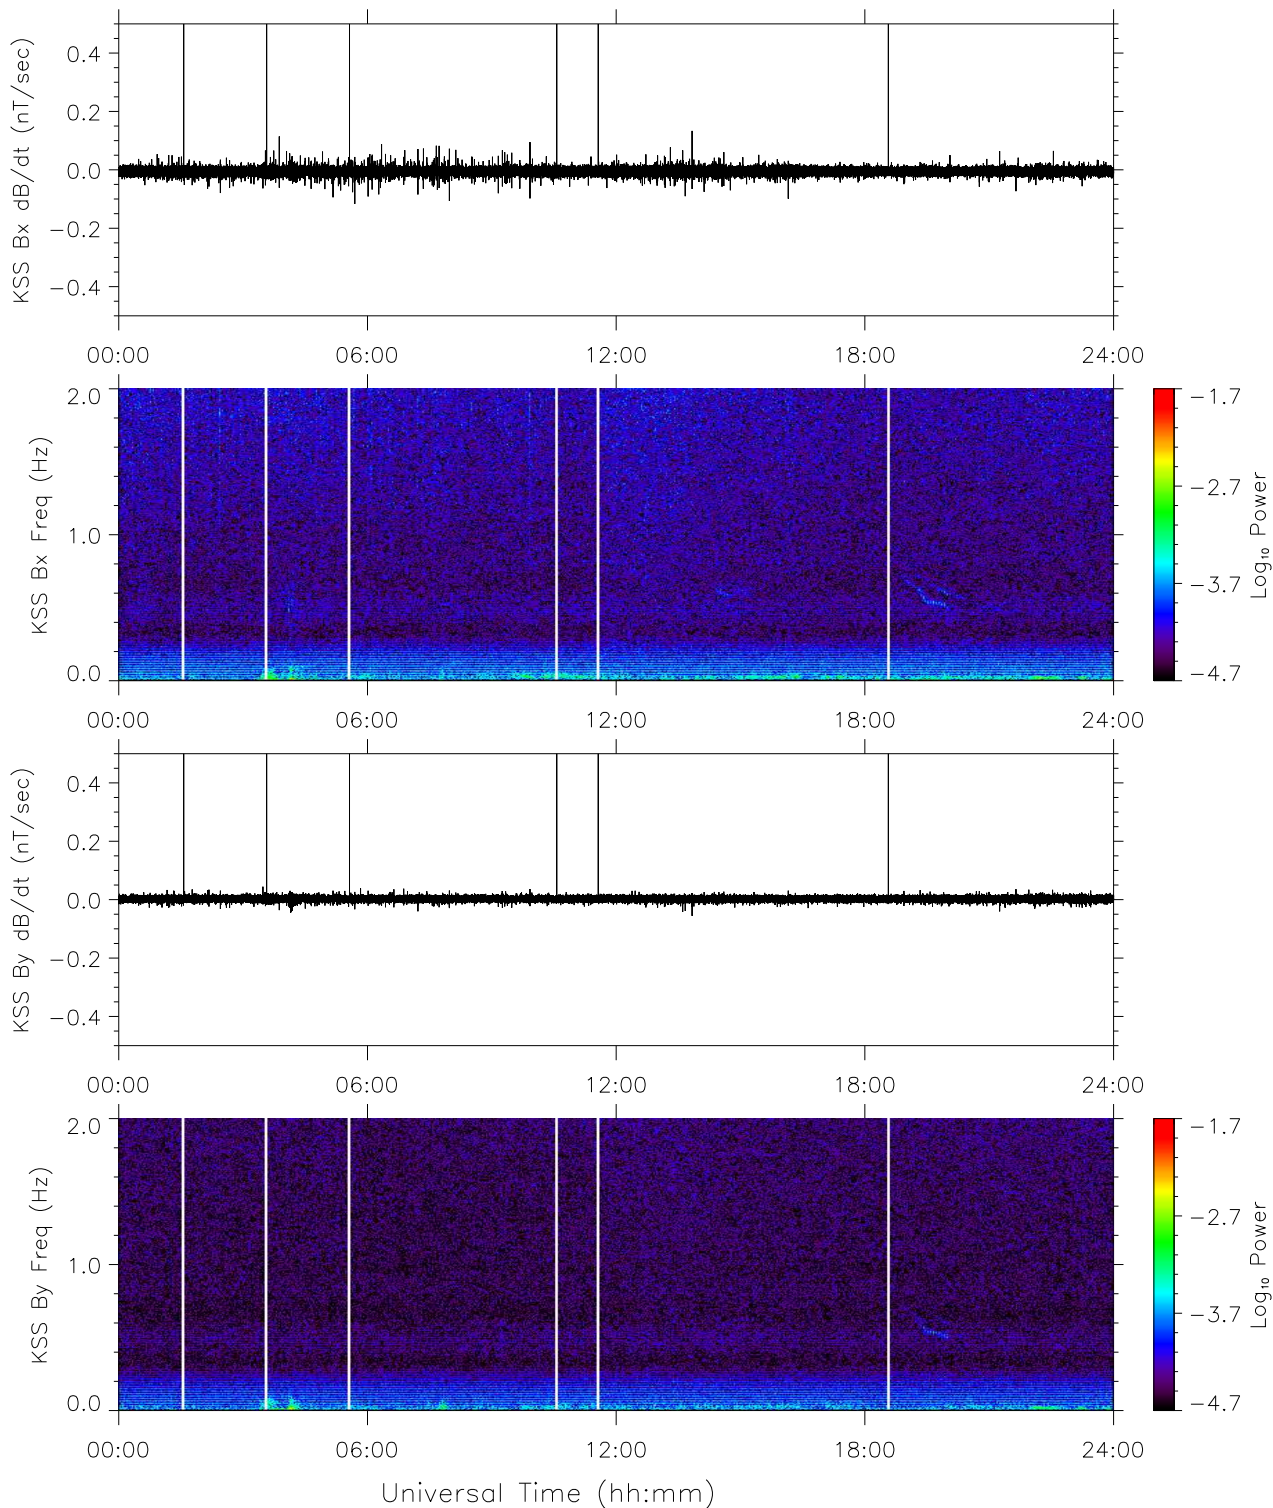 KSS Bx dB/dt (nT/sec)
0.4
0.2
0.0
−0.2
−0.4
00:00 06:00 12:00 18:00 24:00
KSS Bx Freq (Hz)
2.0
1.0
0.0
−1.7
−2.7
−3.7
−4.7
Log10 Power
00:00 06:00 12:00 18:00 24:00
KSS By dB/dt (nT/sec)
0.4
0.2
0.0
−0.2
−0.4
00:00 06:00 12:00 18:00 24:00
KSS By Freq (Hz)
2.0
1.0
0.0
−1.7
−2.7
−3.7
−4.7
Log10 Power
00:00 06:00 12:00 18:00 24:00
Universal Time (hh:mm)